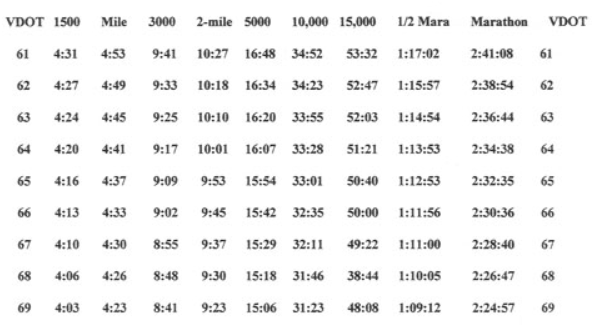 VDOT 1500 Mile 3000 2-mile 5000 10,000 15,000 1/2 Mara Marathon VDOT
61 4:31 4:53 9:41 10:27 16:48 34:52 53:32 1:17:02 2:41:08 61
62 4:27 4:49 9:33 10:18 16:34 34:23 52:47 1:15:57 2:38:54 62
63 4:24 4:45 9:25 10:10 16:20 33:55 52:03 1:14:54 2:36:44 63
64 4:20 4:41 9:17 10:01 16:07 33:28 51:21 1:13:53 2:34:38 64
65 4:16 4:37 9:09 9:53 15:54 33:01 50:40 1:12:53 2:32:35 65
66 4:13 4:33 9:02 9:45 15:42 32:35 50:00 1:11:56 2:30:36 66
67 4:10 4:30 8:55 9:37 15:29 32:11 49:22 1:11:00 2:28:40 67
68 4:06 4:26 8:48 9:30 15:18 31:46 38:44 1:10:05 2:26:47 68
69 4:03 4:23 8:41 9:23 15:06 31:23 48:08 1:09:12 2:24:57 69